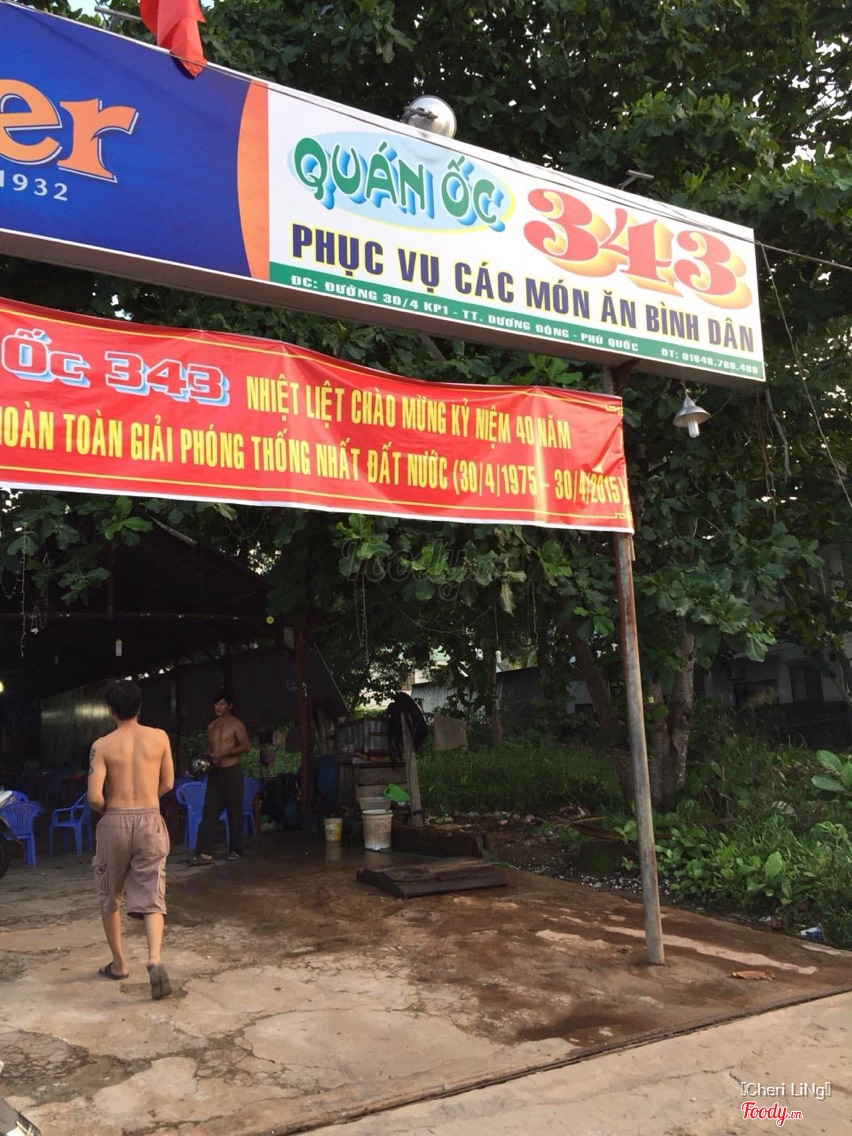 er
1932
QUÁN ỐC 343
PHỤC VỤ CÁC MÓN ĂN BÌNH DÂN
ĐC: ĐƯỜNG 30/4 KP1 - TT. DƯƠNG ĐÔNG - PHÚ QUỐC ĐT: 01648.789.488
Ốc 343 NHIỆT LIỆT CHÀO MỪNG KỶ NIỆM 40 NĂM
HOÀN TOÀN GIẢI PHÓNG THỐNG NHẤT ĐẤT NƯỚC (30/4/1975 - 30/4/2015)
Foody
[Cheri LiNg]
Foody.vn